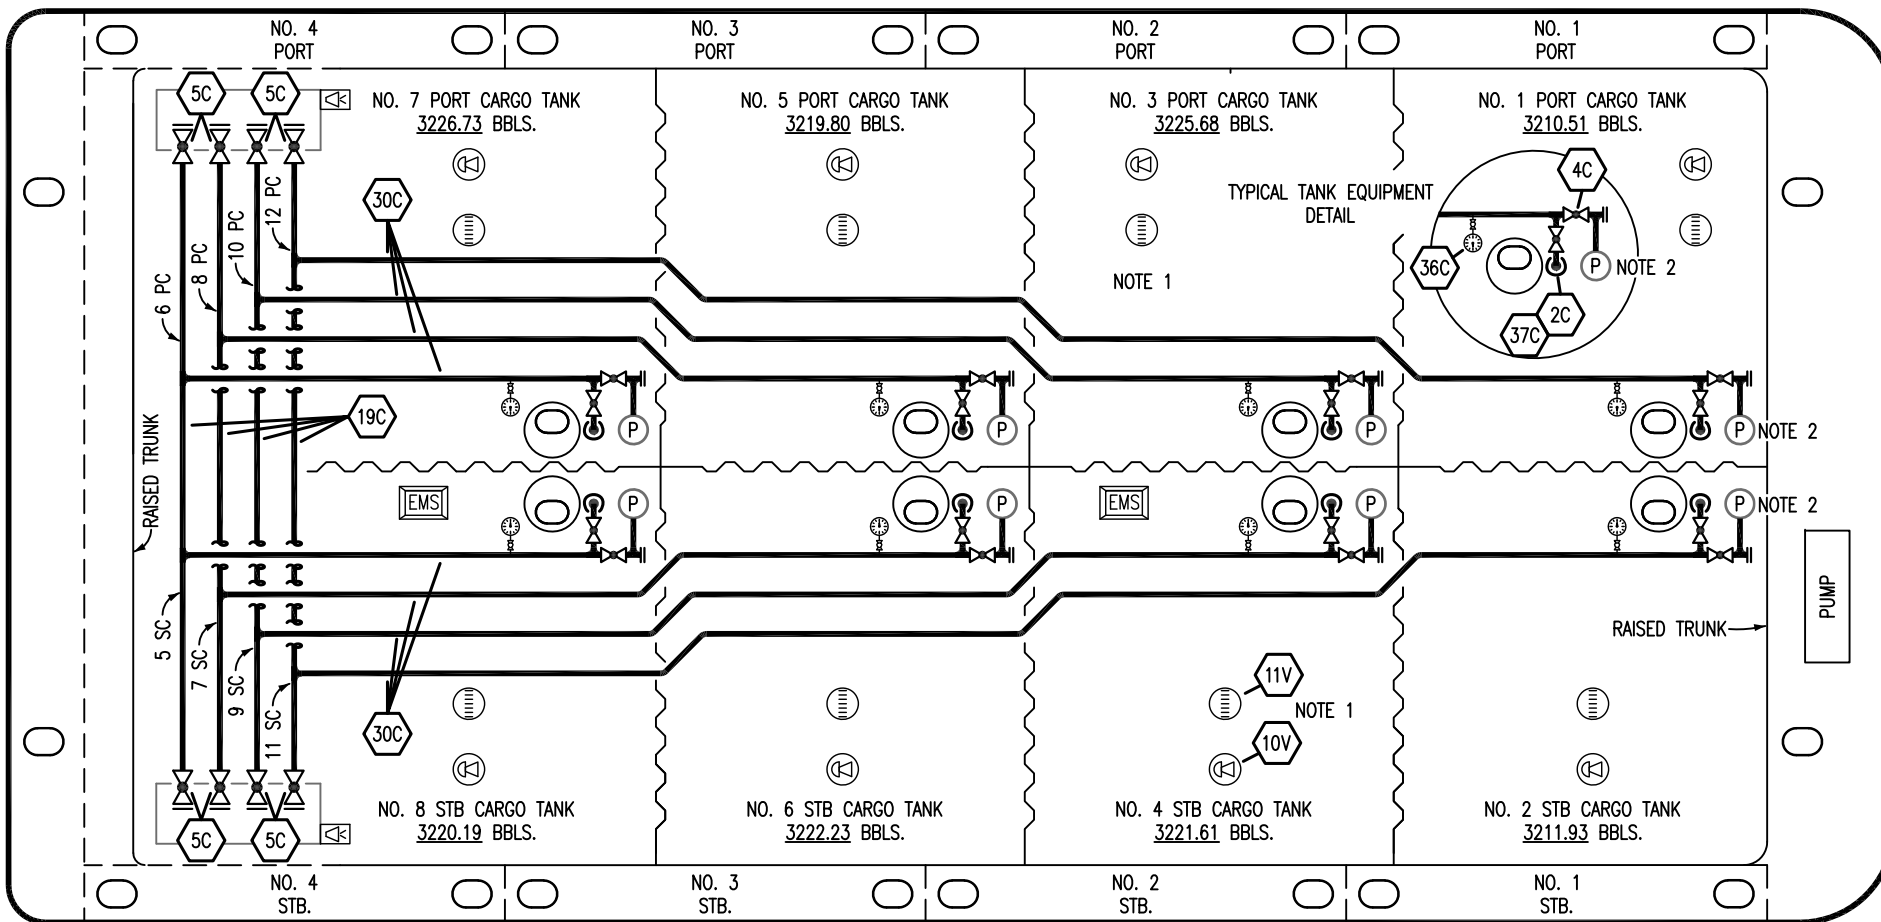 NO. 4
PORT
NO. 3
PORT
NO. 2
PORT
NO. 1
PORT
5C
5C
NO. 7 PORT CARGO TANK
3226.73 BBLS.
NO. 5 PORT CARGO TANK
3219.80 BBLS.
NO. 3 PORT CARGO TANK
3225.68 BBLS.
NO. 1 PORT CARGO TANK
3210.51 BBLS.
4C
TYPICAL TANK EQUIPMENT
DETAIL
30C
12 PC
10 PC
8 PC
6 PC
36C
P
NOTE 2
NOTE 1
2C
37C
19C
P
P
P
P
NOTE 2
RAISED TRUNK
EMS
P
P
EMS
P
P
NOTE 2
PUMP
RAISED TRUNK
5 SC
7 SC
9 SC
11 SC
30C
11V
NOTE 1
10V
5C
5C
NO. 8 STB CARGO TANK
3220.19 BBLS.
NO. 6 STB CARGO TANK
3222.23 BBLS.
NO. 4 STB CARGO TANK
3221.61 BBLS.
NO. 2 STB CARGO TANK
3211.93 BBLS.
NO. 4
STB.
NO. 3
STB.
NO. 2
STB.
NO. 1
STB.